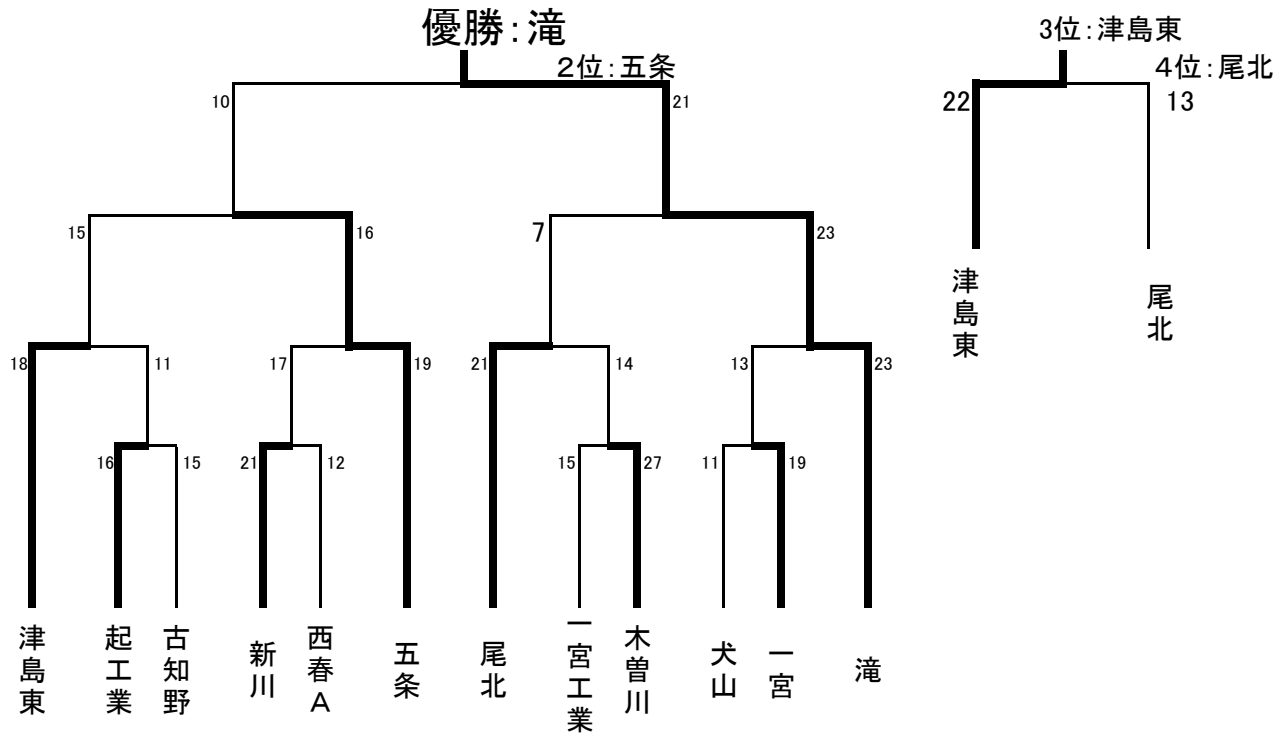 優勝：滝
3位：津島東
2位：五条
4位：尾北
10
21
22
13
15
16
7
23
津島東
尾北
18
11
17
19
21
14
13
23
16
15
21
12
15
27
11
19
津島東
起工業
古知野
新川
西春A
五条
尾北
一宮工業
木曽川
犬山
一宮
滝